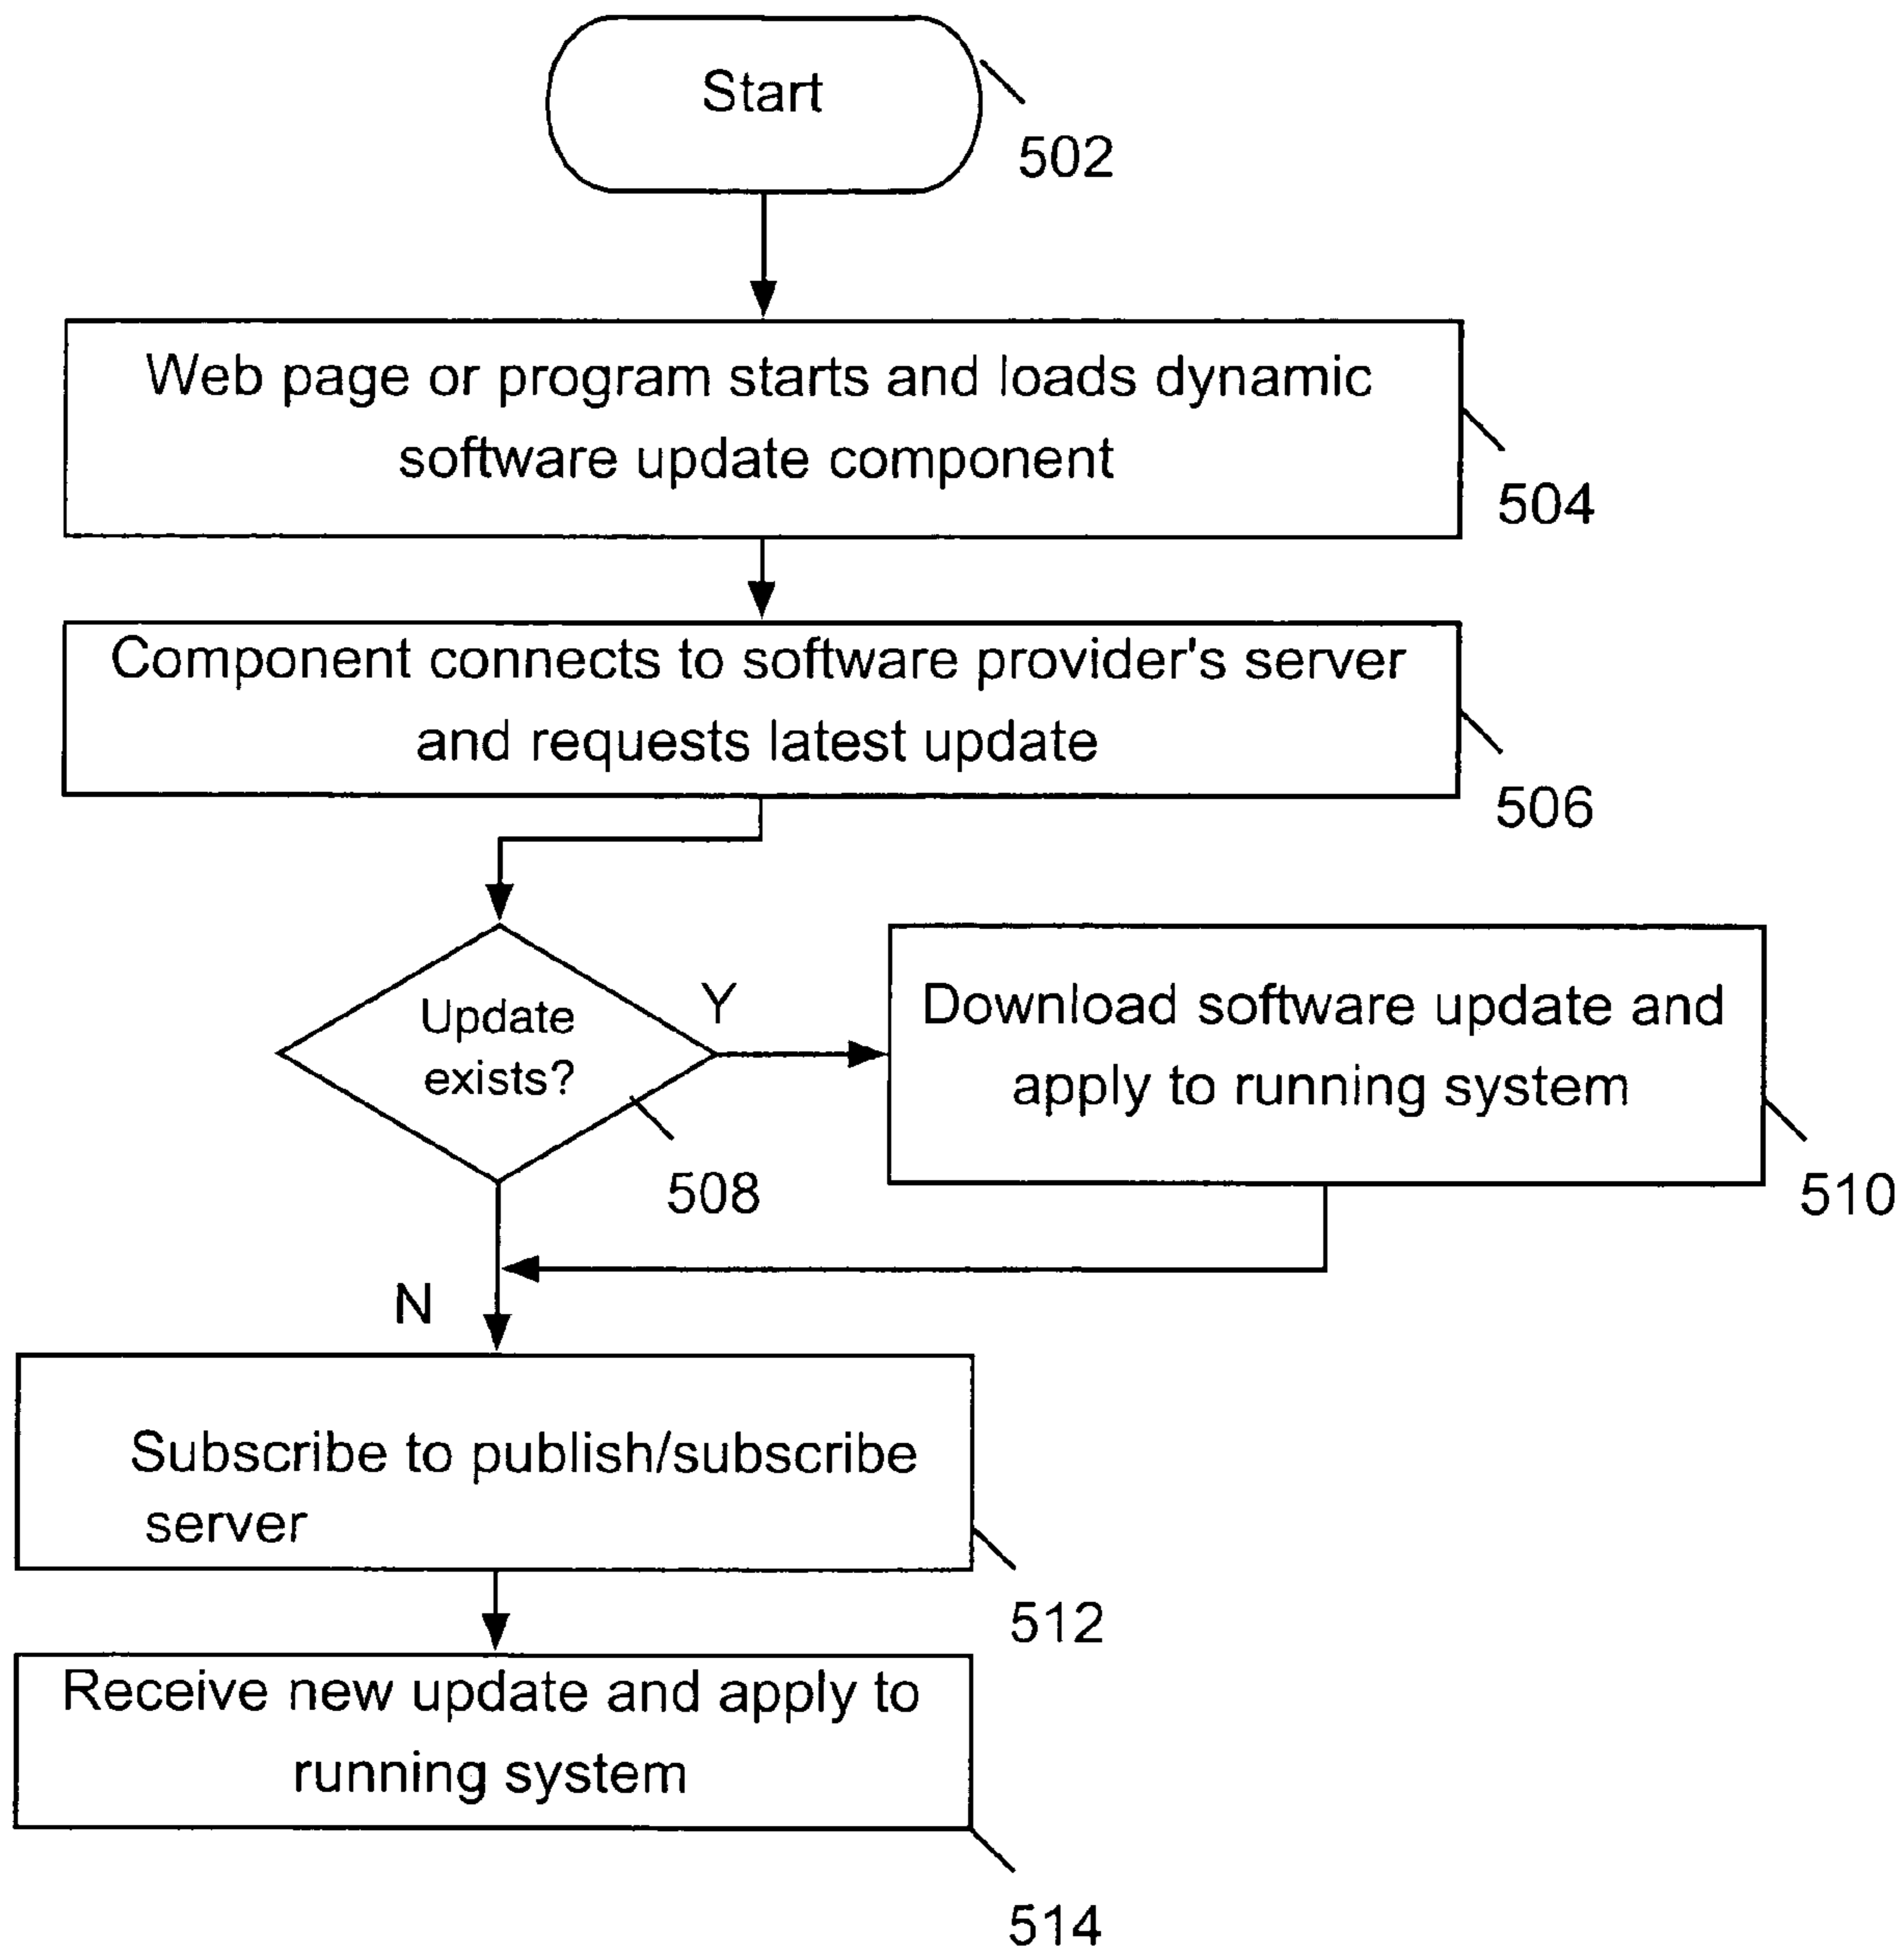 Start
502
Web page or program starts and loads dynamic
software update component
504
Component connects to software provider's server
and requests latest update
506
Update
exists?
Y
508
Download software update and
apply to running system
510
N
Subscribe to publish/subscribe
server
512
Receive new update and apply to
running system
514